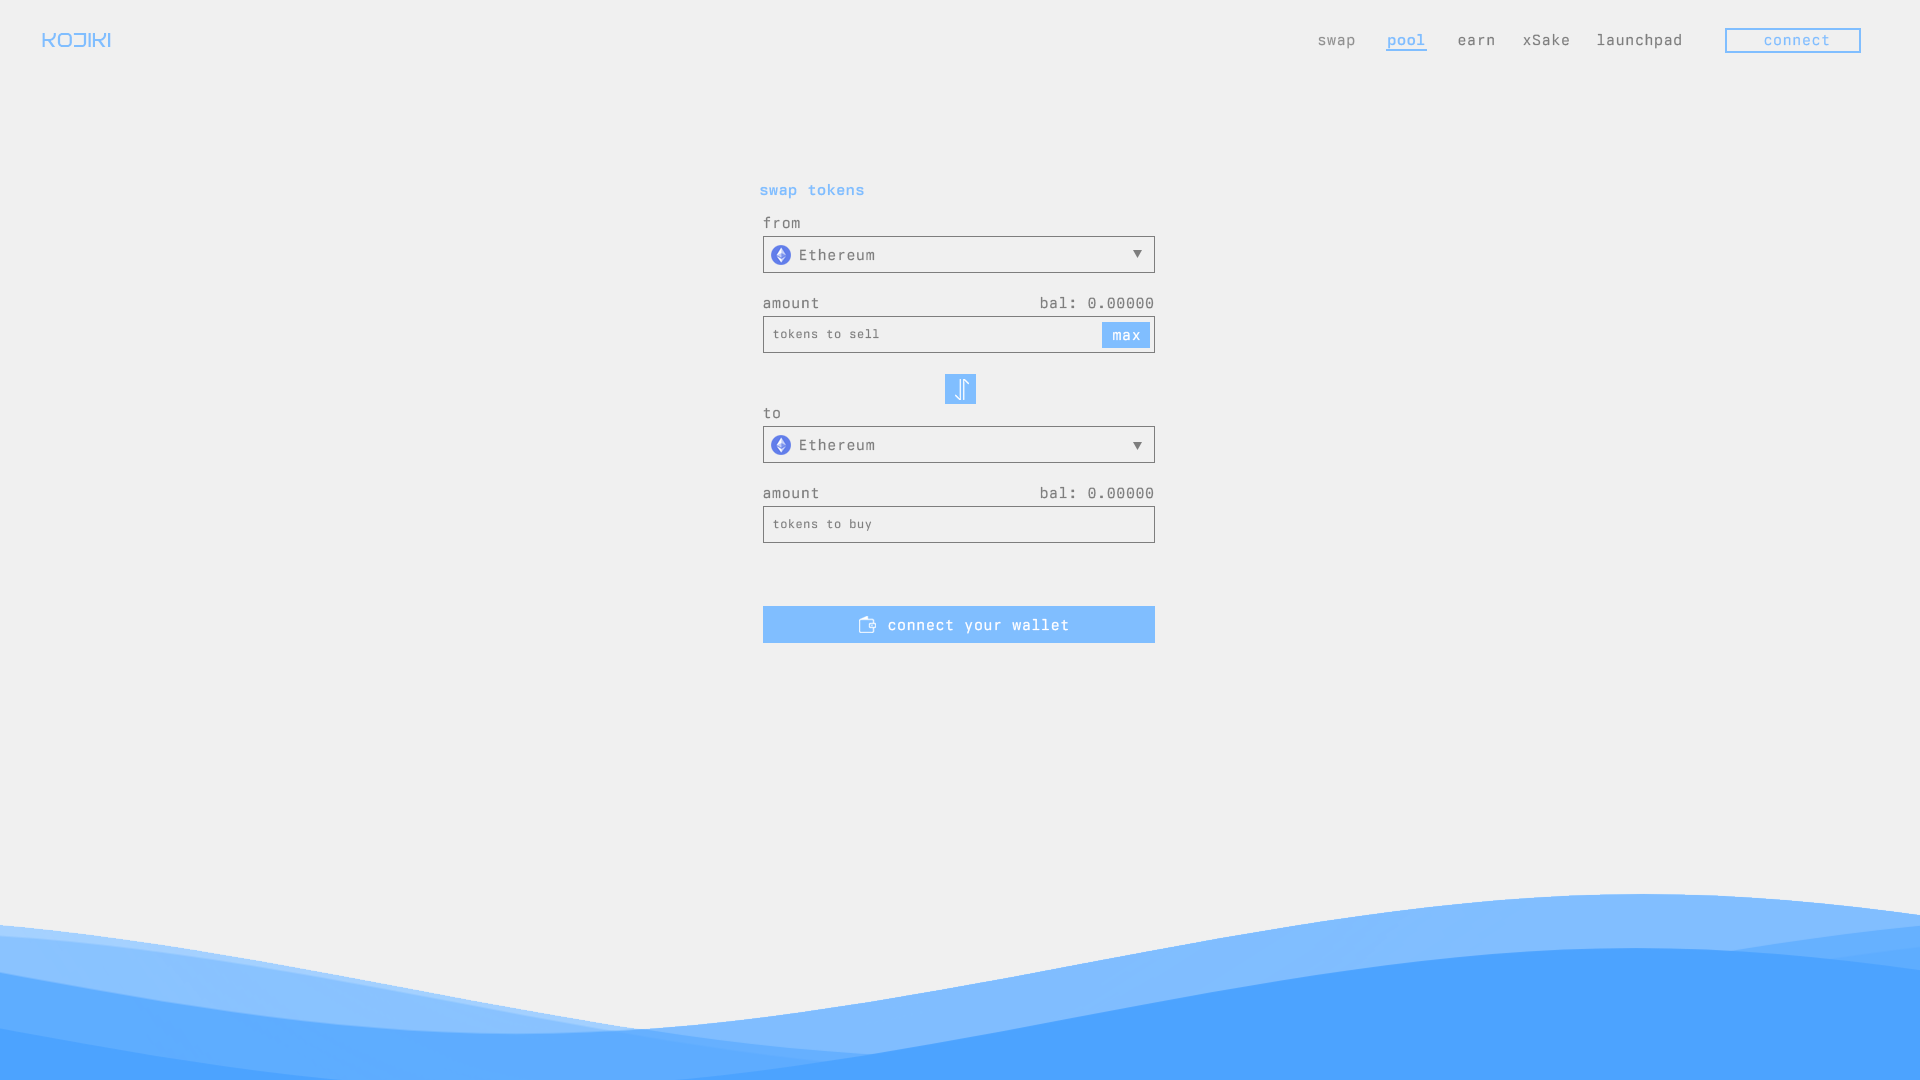 KOJIKI
swap pool earn xSake launchpad connect
swap tokens
from
Ethereum
amount bal: 0.00000
tokens to sell max
to
Ethereum
amount bal: 0.00000
tokens to buy
connect your wallet